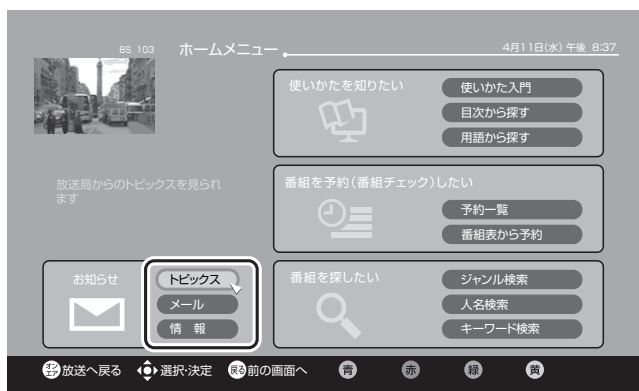 BS 103
ホームメニュー
4月11日(水) 午後 8:37
使いかたを知りたい
使いかた入門
目次から探す
用語から探す
放送局からのトピックスを見られ
ます
番組を予約(番組チェック)したい
予約一覧
番組表から予約
お知らせ
トピックス
メール
情 報
番組を探したい
ジャンル検索
人名検索
キーワード検索
オンエア 放送へ戻る 選択・決定 戻る 前の画面へ 青 赤 緑 黄